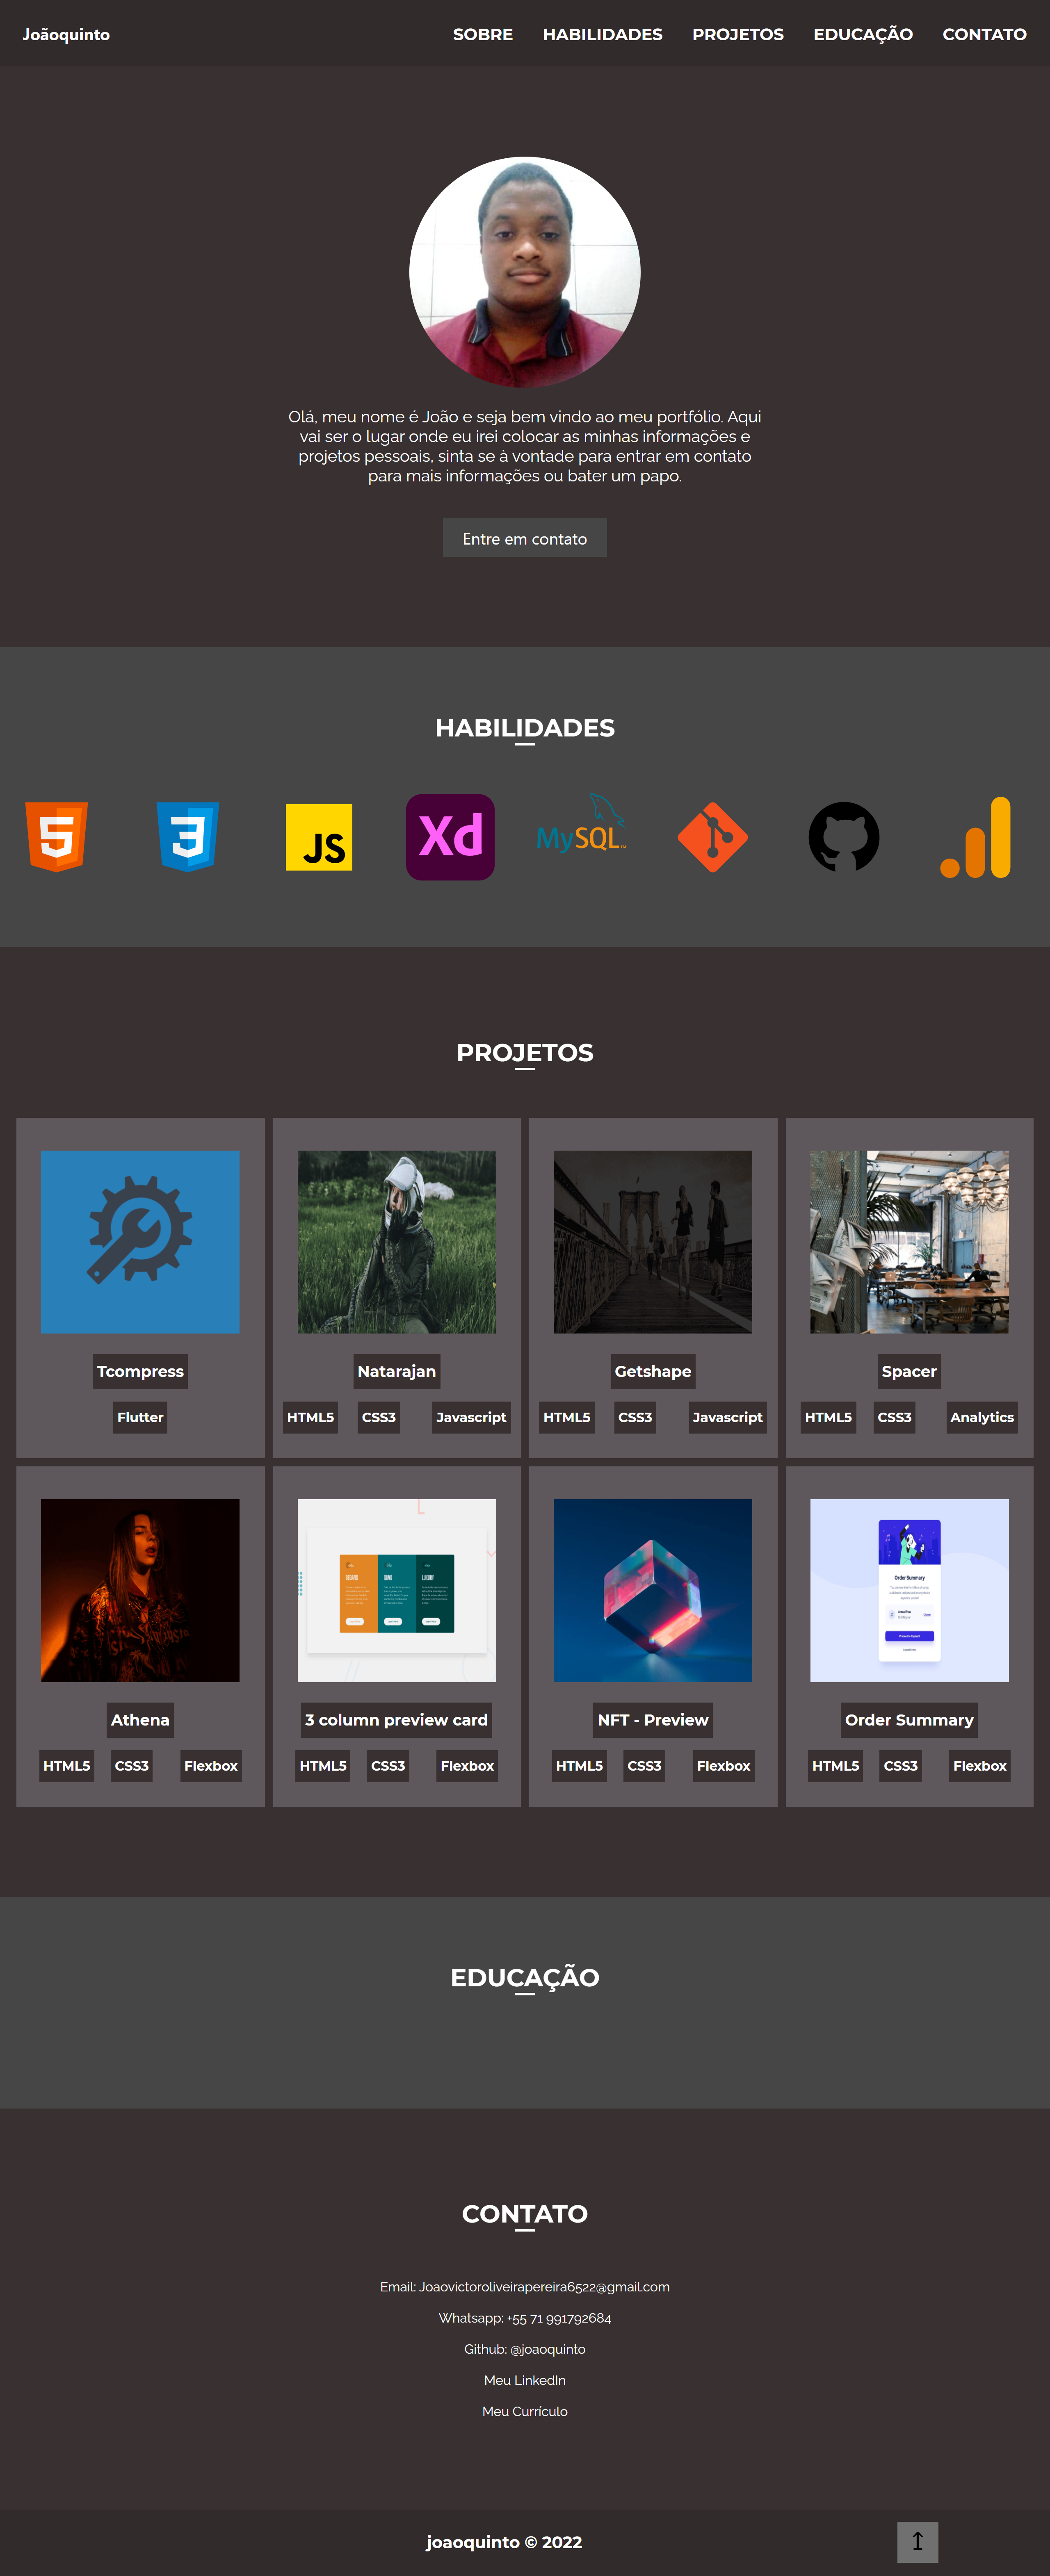 Joãoquinto
SOBRE HABILIDADES PROJETOS EDUCAÇÃO CONTATO
Olá, meu nome é João e seja bem vindo ao meu portfólio. Aqui
vai ser o lugar onde eu irei colocar as minhas informações e
projetos pessoais, sinta se à vontade para entrar em contato
para mais informações ou bater um papo.
Entre em contato
HABILIDADES
5 3 JS Xd MySQL
PROJETOS
Tcompress
Flutter
Natarajan
HTML5 CSS3 Javascript
Getshape
HTML5 CSS3 Javascript
Spacer
HTML5 CSS3 Analytics
Athena
HTML5 CSS3 Flexbox
SEDANS SUVS LUXURY
3 column preview card
HTML5 CSS3 Flexbox
NFT - Preview
HTML5 CSS3 Flexbox
Order Summary
Order Summary
HTML5 CSS3 Flexbox
EDUCAÇÃO
CONTATO
Email: Joaovictoroliveirapereira6522@gmail.com
Whatsapp: +55 71 991792684
Github: @joaoquinto
Meu LinkedIn
Meu Currículo
joaoquinto © 2022